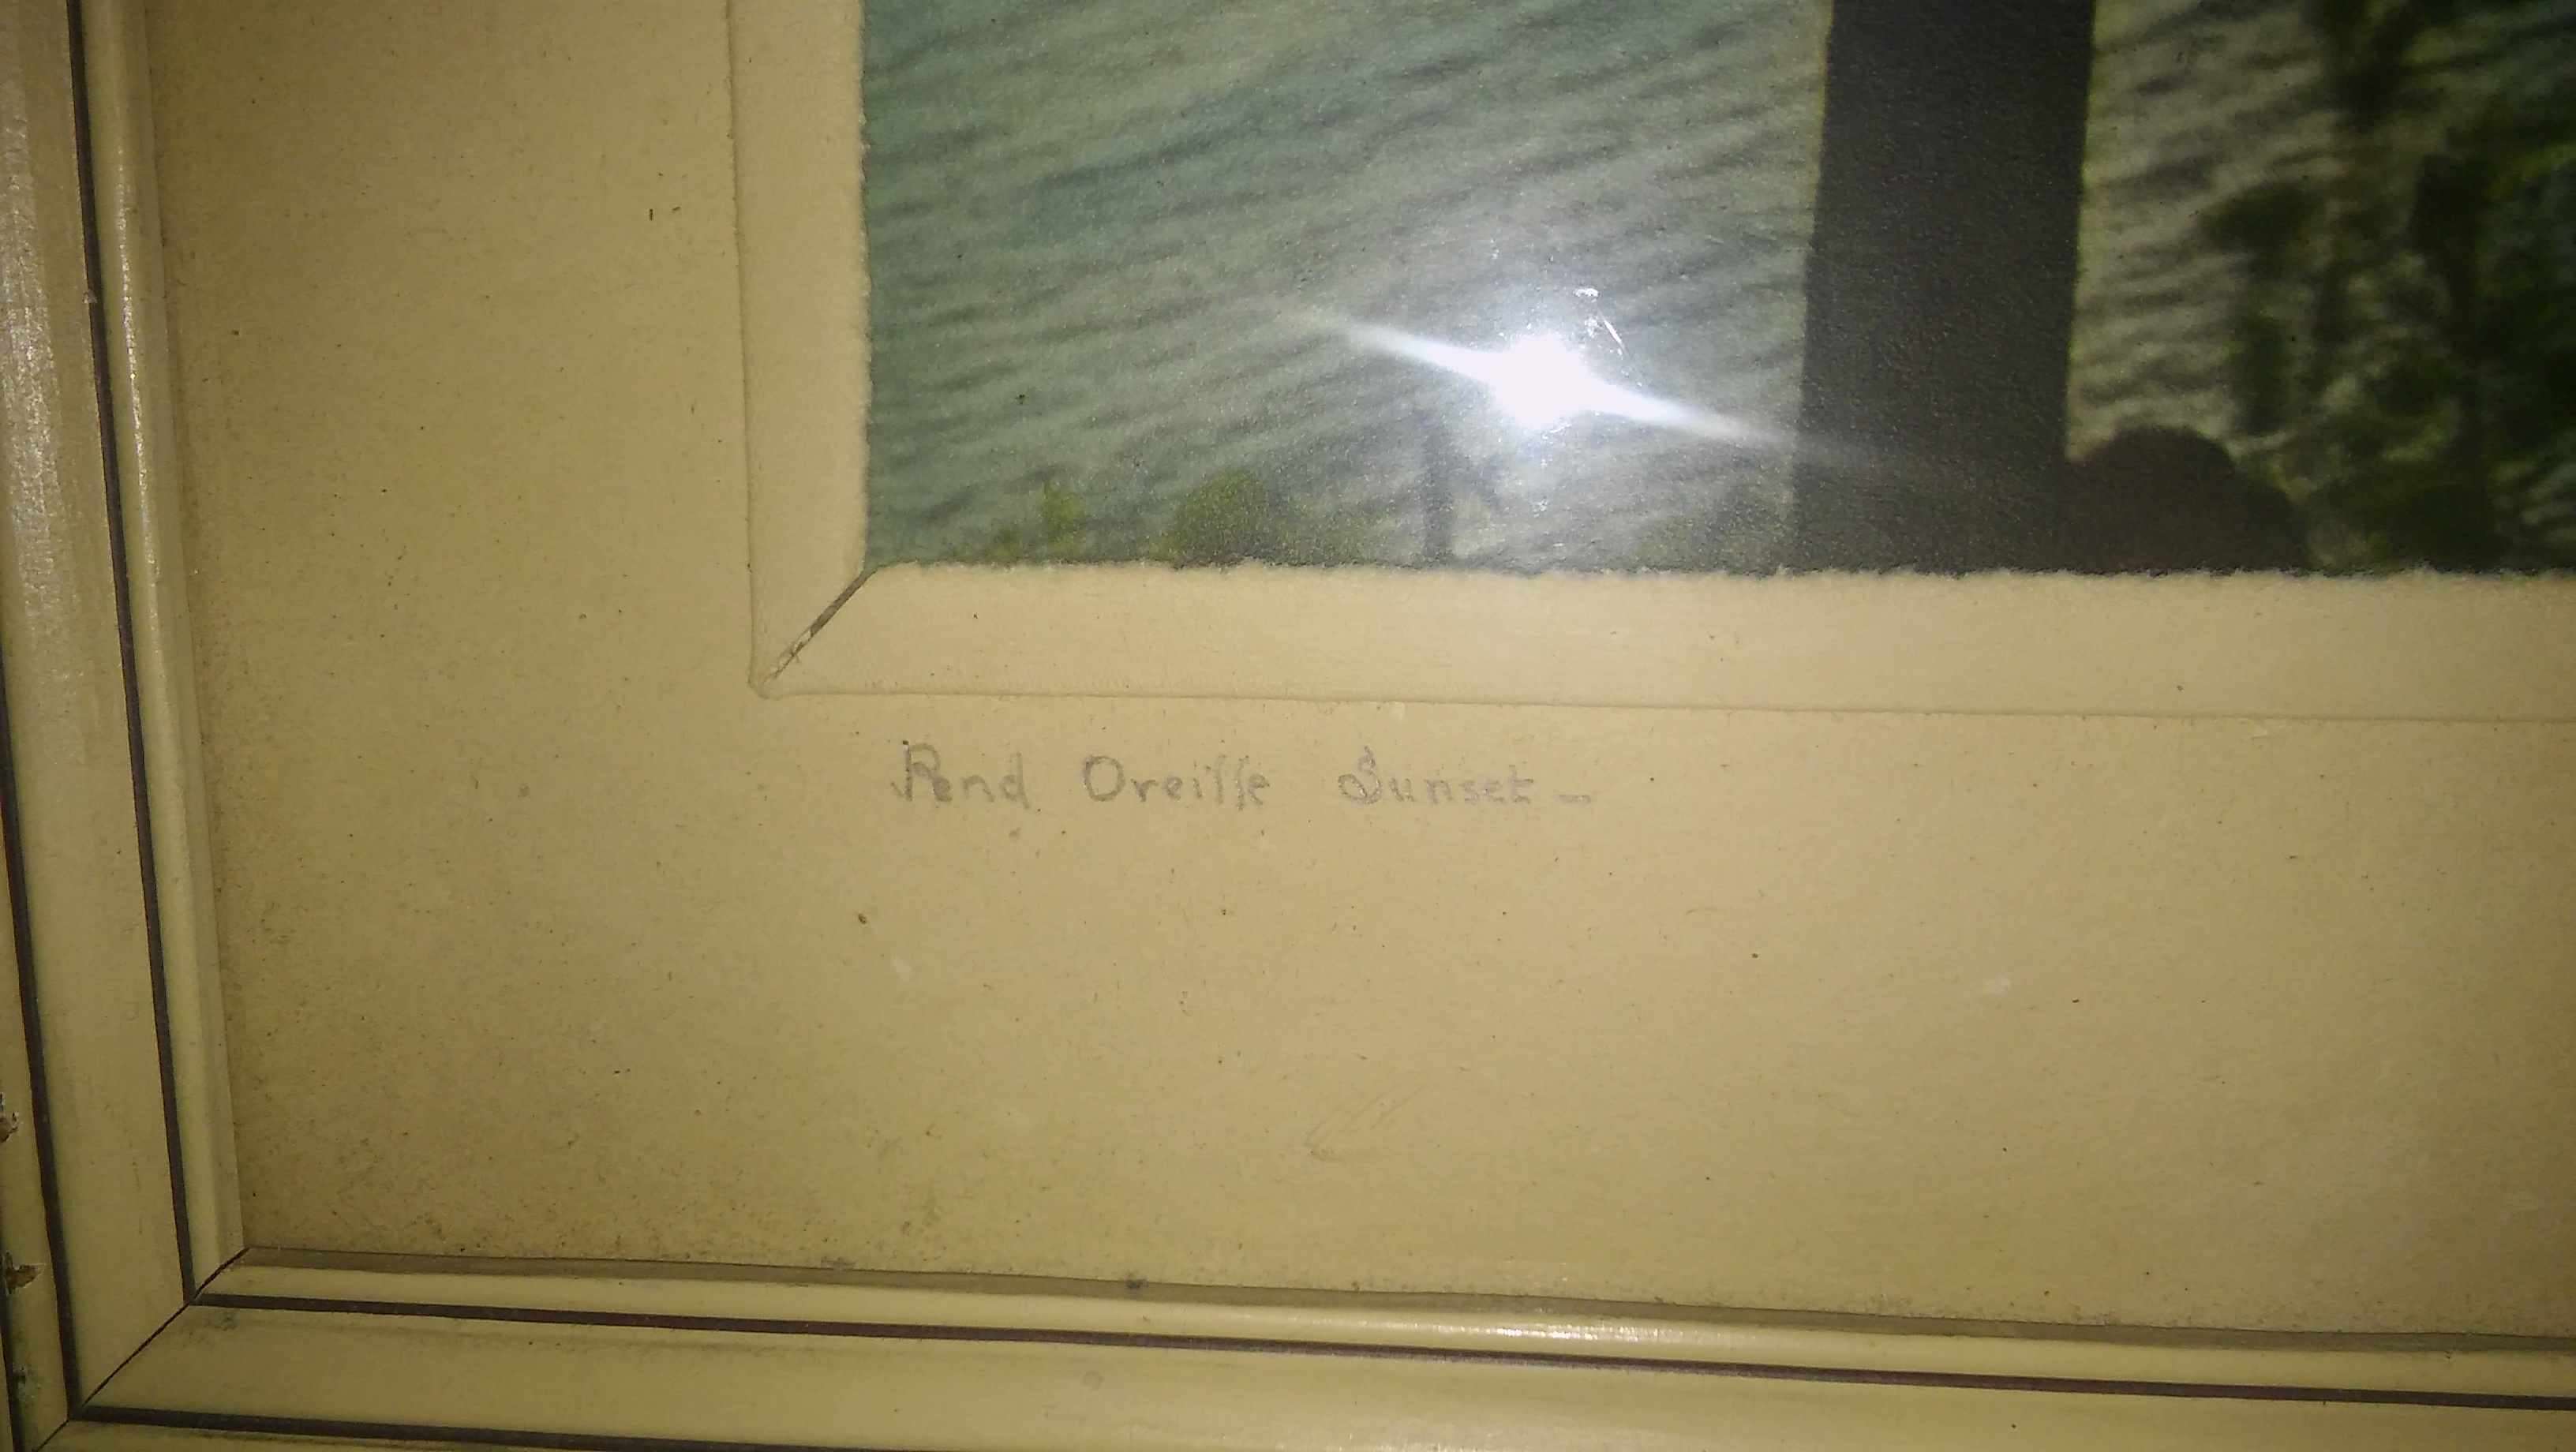 Pend Oreille Sunset –